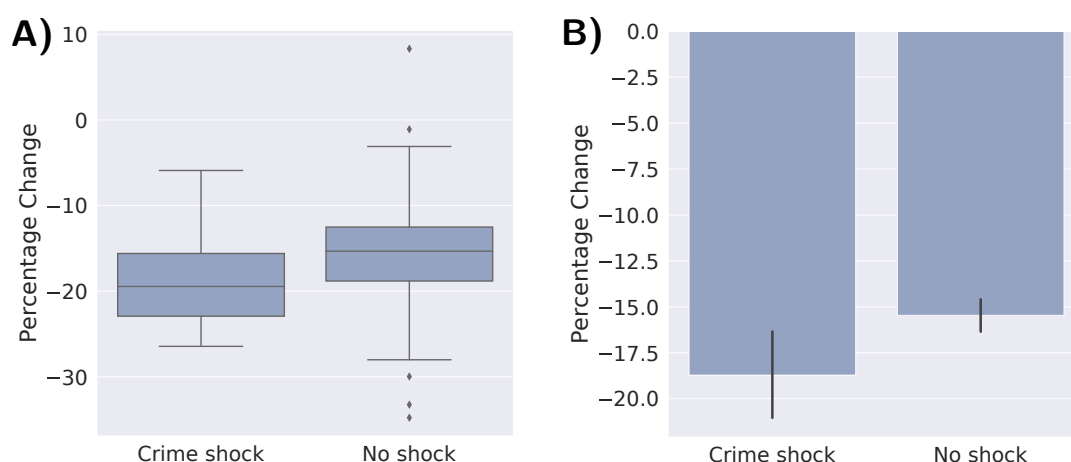 A)
Percentage Change
10
0
−10
−20
−30
Crime shock
No shock
B)
Percentage Change
0.0
−2.5
−5.0
−7.5
−10.0
−12.5
−15.0
−17.5
−20.0
Crime shock
No shock